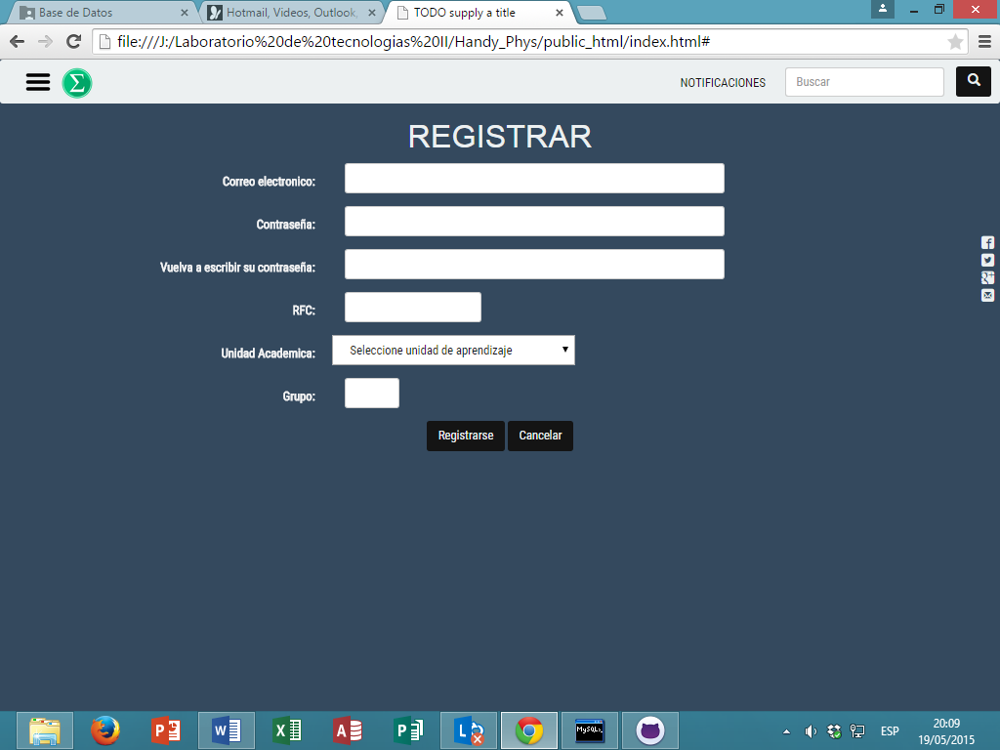 Base de Datos
Hotmail, Videos, Outlook,
TODO supply a title
file:///J:/Laboratorio%20de%20tecnologias%20II/Handy_Phys/public_html/index.html#
Σ
NOTIFICACIONES
Buscar
REGISTRAR
Correo electronico:
Contraseña:
Vuelva a escribir su contraseña:
RFC:
Unidad Academica:
Seleccione unidad de aprendizaje
Grupo:
Registrarse
Cancelar
ESP
20:09
19/05/2015